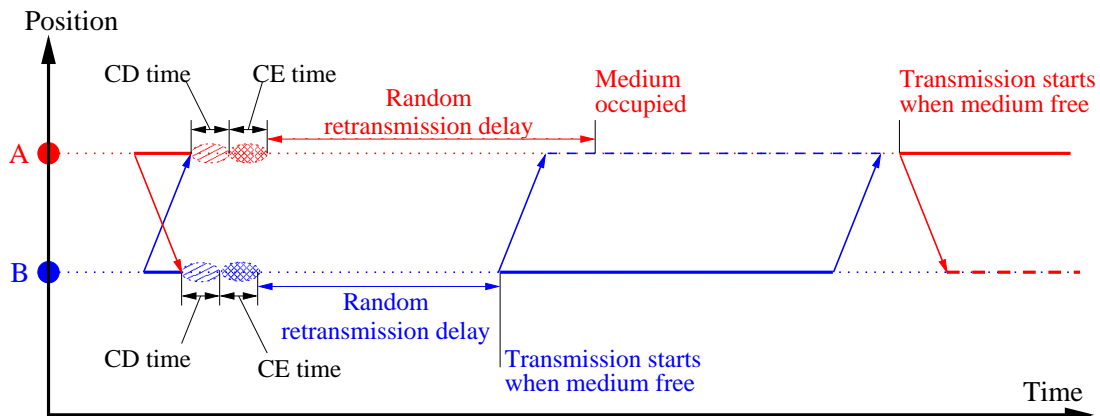 Position
CD time
CE time
Random
retransmission delay
Medium
occupied
Transmission starts
when medium free
A
B
CD time
CE time
Random
retransmission delay
Transmission starts
when medium free
Time